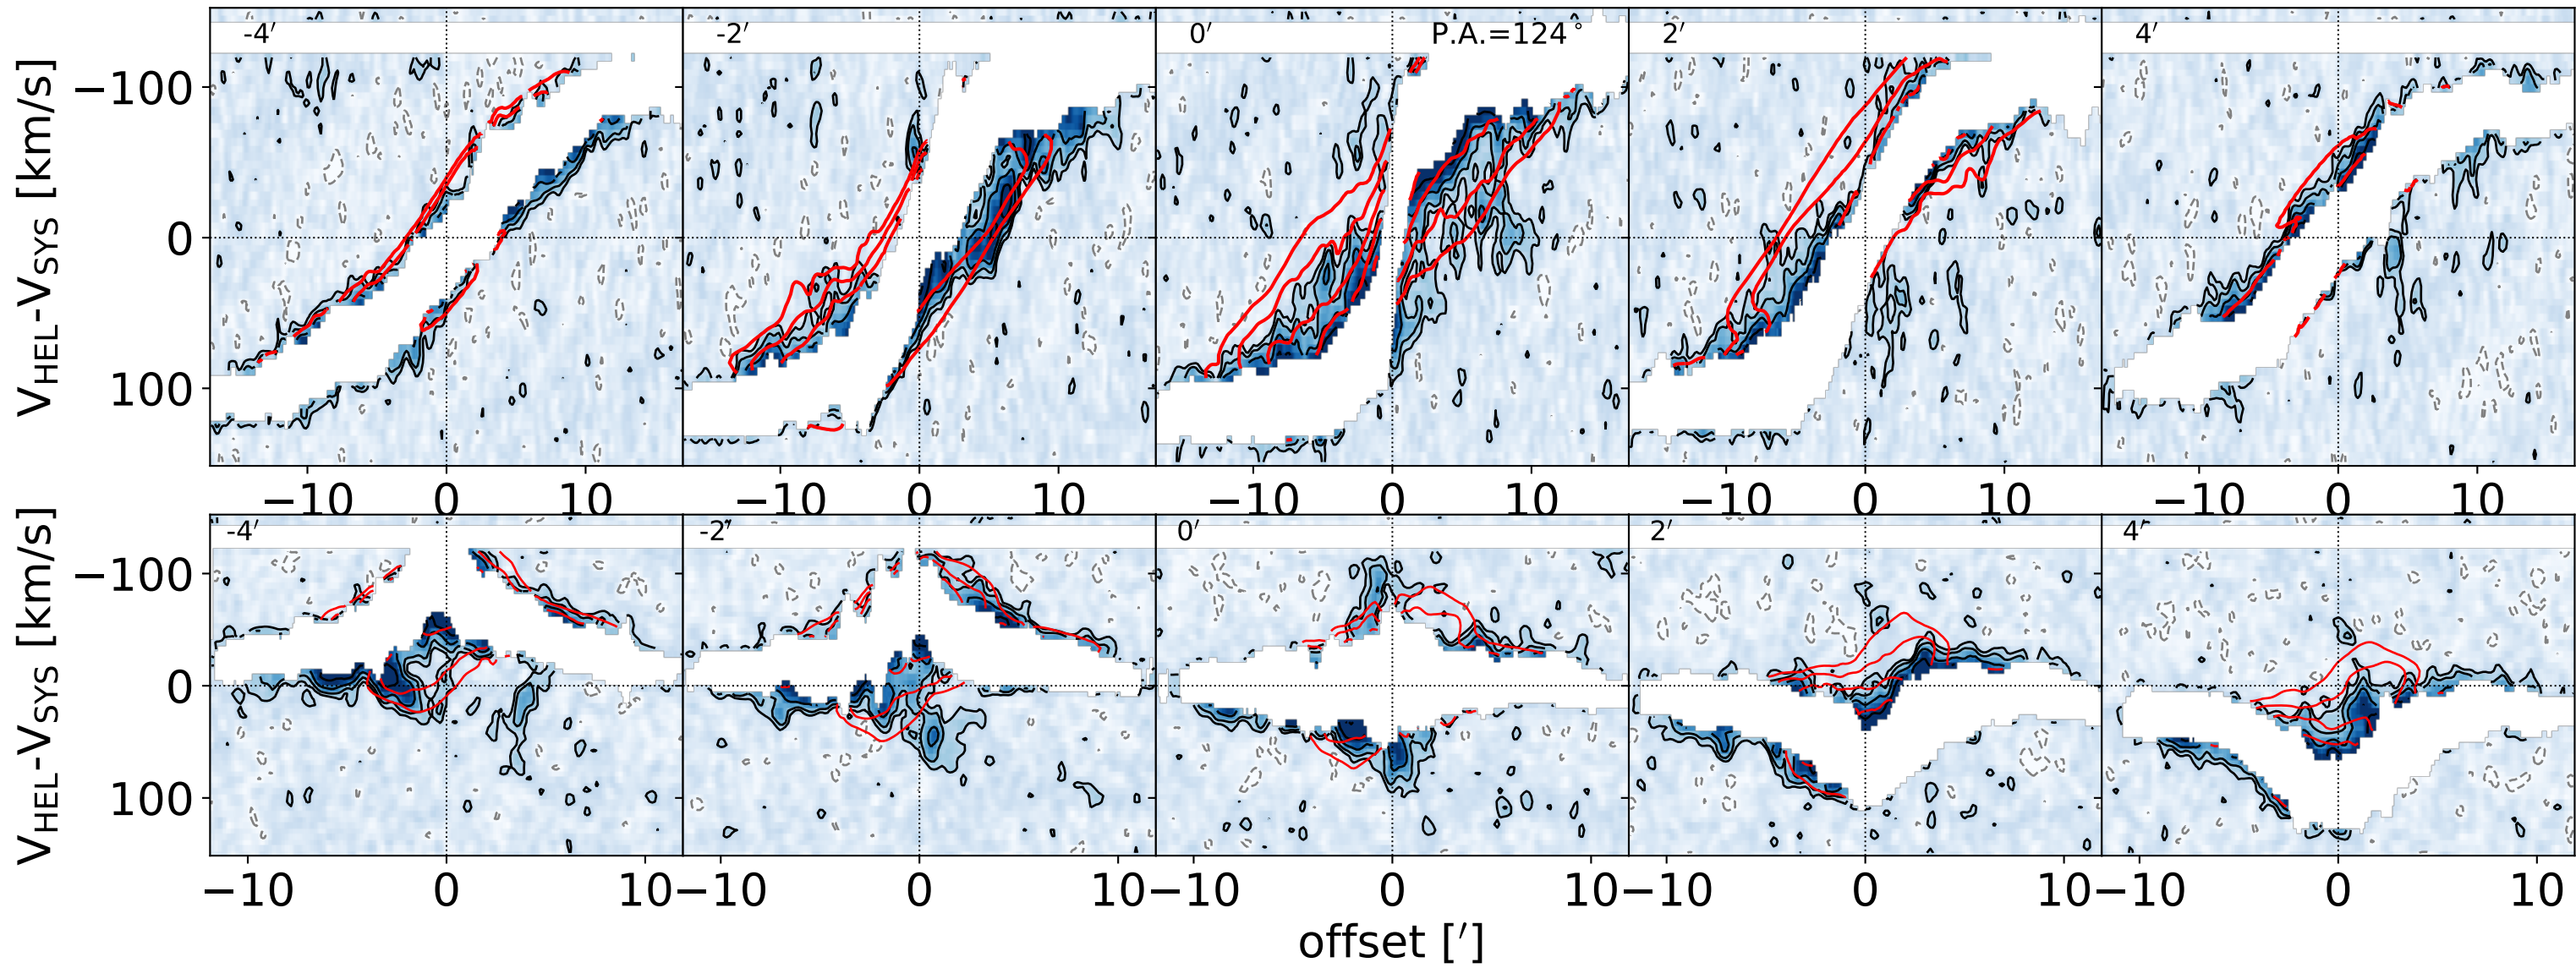 -4′ -2′ 0′ P.A.=124° 2′ 4′
V_HEL-V_SYS [km/s]
−100
0
100
−10 0 10 −10 0 10 −10 0 10 −10 0 10 −10 0 10
-4′ -2′ 0′ 2′ 4′
V_HEL-V_SYS [km/s]
−100
0
100
−10 0 10 −10 0 10 −10 0 10 −10 0 10 −10 0 10
offset [′]